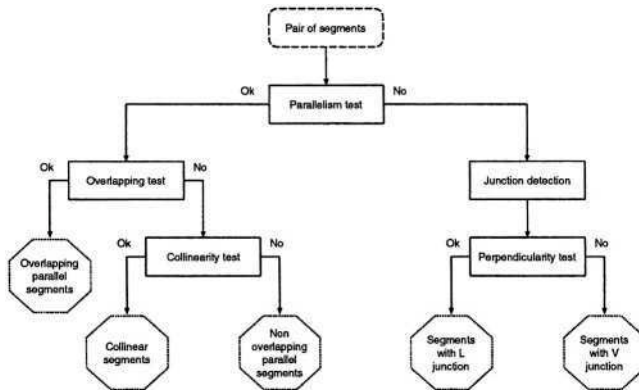 Pair of segments
Ok
No
Parallelism test
Ok
No
Overlapping test
Junction detection
Ok
No
Ok
No
Collinearity test
Perpendicularity test
Overlapping
parallel
segments
Collinear
segments
Non
overlapping
parallel
segments
Segments
with L
junction
Segments
with V
junction